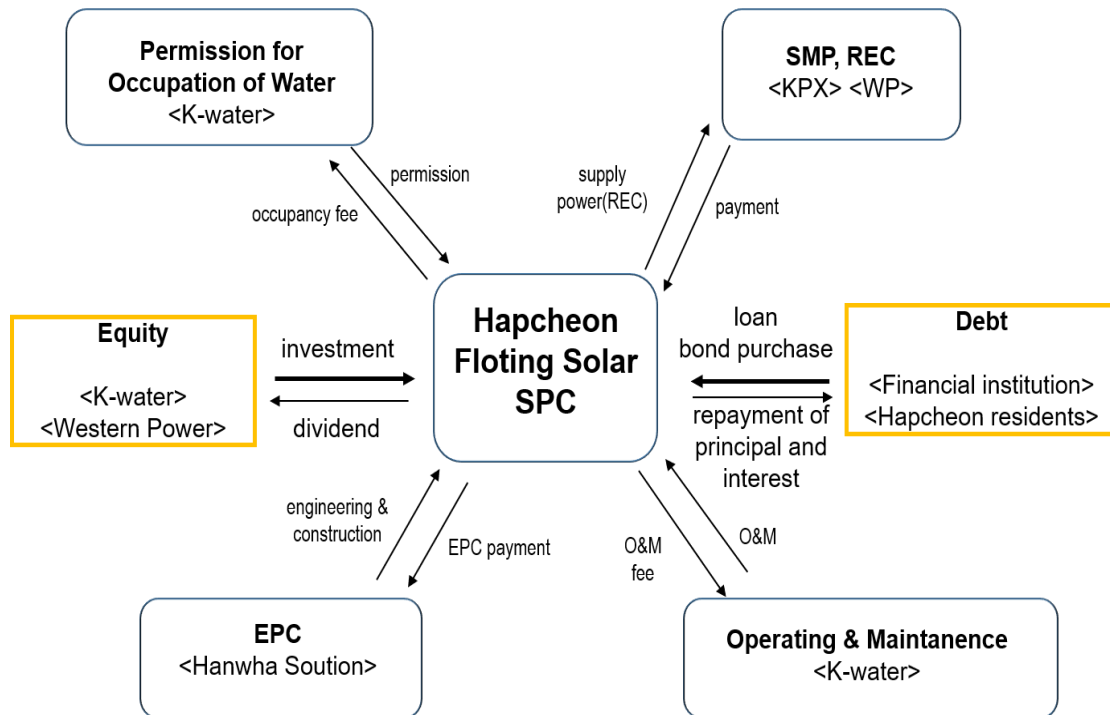 Permission for
Occupation of Water
<K-water>
SMP, REC
<KPX> <WP>
permission
occupancy fee
supply
power(REC)
payment
Equity
<K-water>
<Western Power>
investment
dividend
Hapcheon
Floting Solar
SPC
loan
bond purchase
repayment of
principal and
interest
Debt
<Financial institution>
<Hapcheon residents>
engineering &
construction
EPC payment
O&M
fee
O&M
EPC
<Hanwha Soution>
Operating & Maintanence
<K-water>